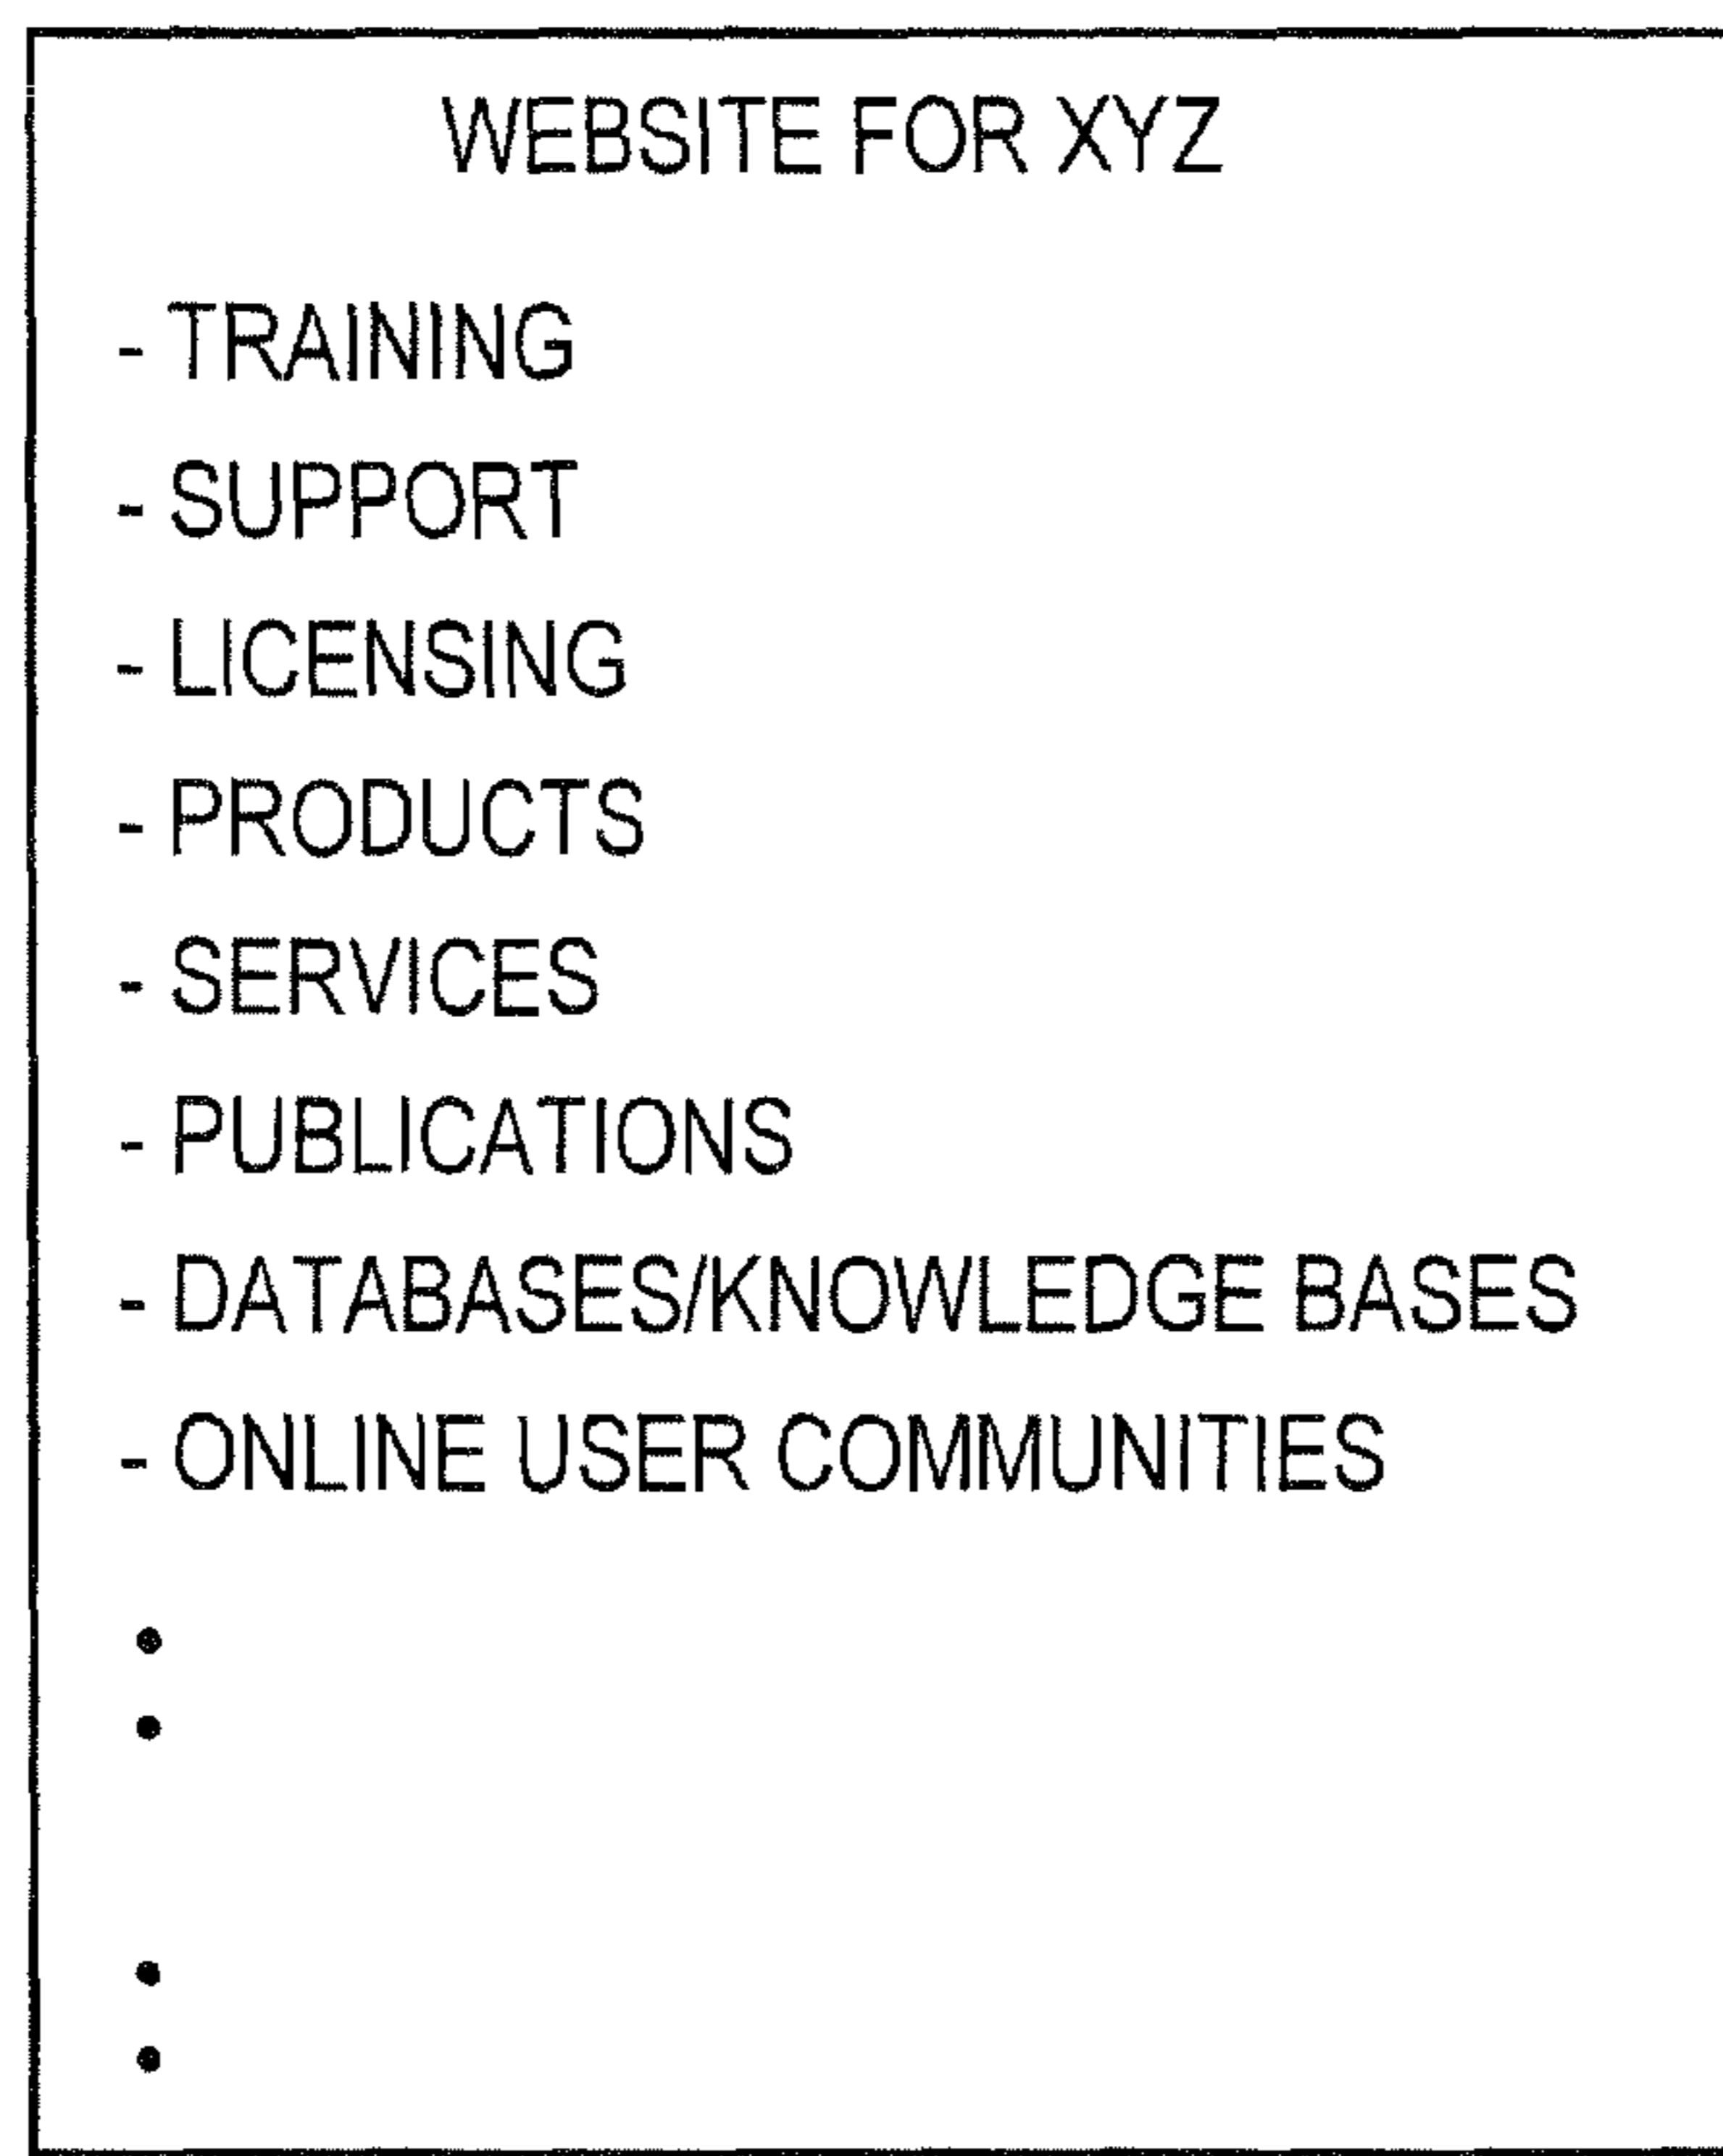 WEBSITE FOR XYZ
- TRAINING
- SUPPORT
- LICENSING
- PRODUCTS
- SERVICES
- PUBLICATIONS
- DATABASES/KNOWLEDGE BASES
- ONLINE USER COMMUNITIES
•
•
•
•